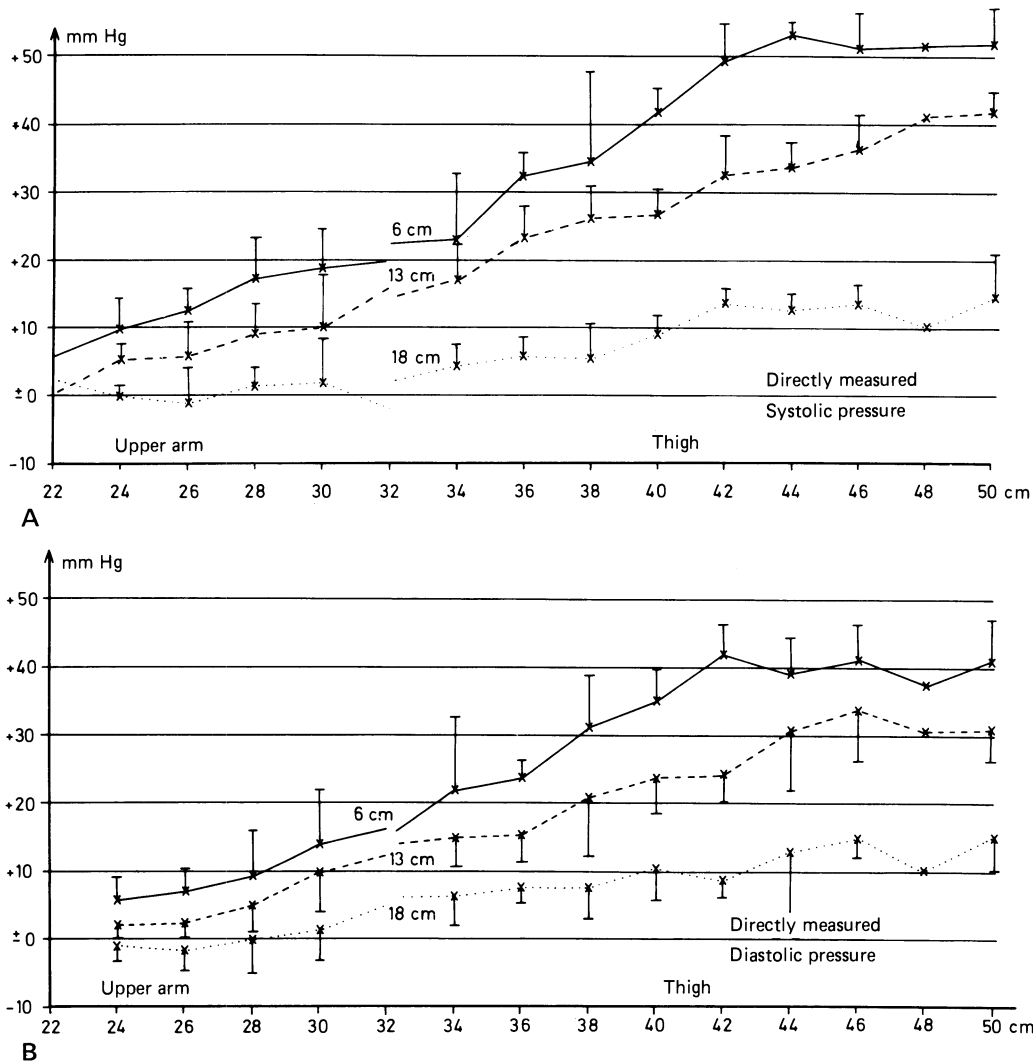 mm Hg
+50
+40
+30
+20
+10
± 0
-10
6 cm
13 cm
18 cm
Directly measured
Systolic pressure
Upper arm
Thigh
22 24 26 28 30 32 34 36 38 40 42 44 46 48 50 cm
A
mm Hg
+50
+40
+30
+20
+10
± 0
-10
6 cm
13 cm
18 cm
Directly measured
Diastolic pressure
Upper arm
Thigh
22 24 26 28 30 32 34 36 38 40 42 44 46 48 50 cm
B